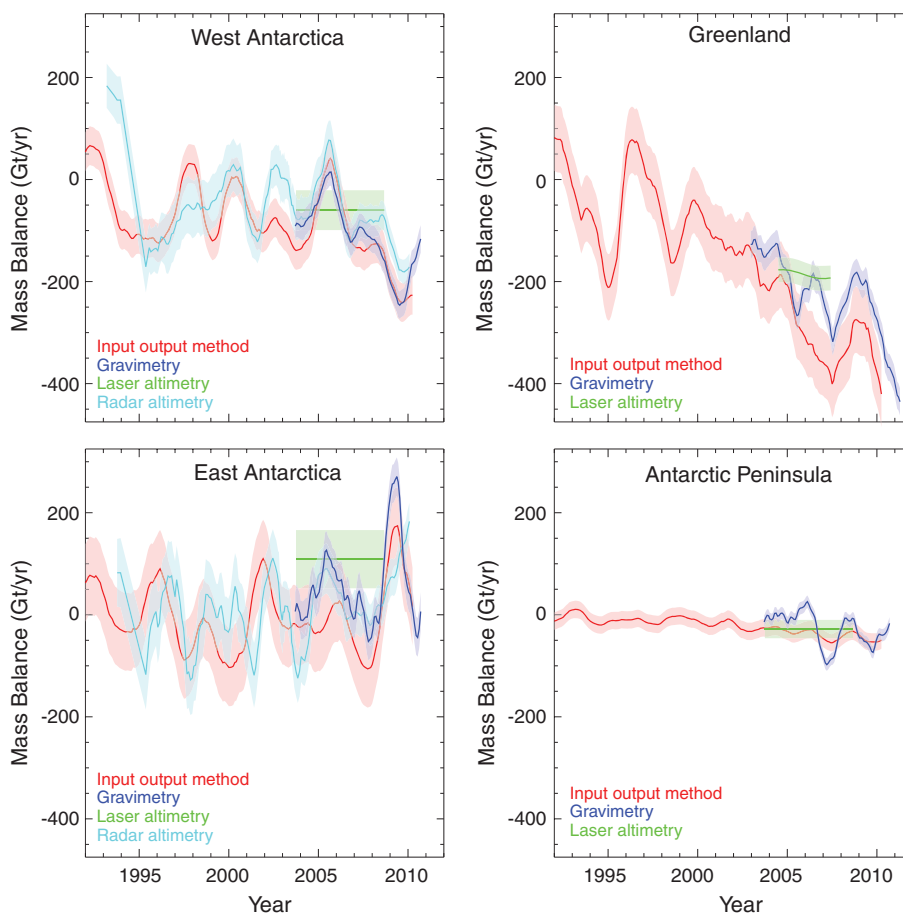 West Antarctica
Mass Balance (Gt/yr)
200
0
-200
-400
Input output method
Gravimetry
Laser altimetry
Radar altimetry
Greenland
Mass Balance (Gt/yr)
200
0
-200
-400
Input output method
Gravimetry
Laser altimetry
East Antarctica
Mass Balance (Gt/yr)
200
0
-200
-400
Input output method
Gravimetry
Laser altimetry
Radar altimetry
1995 2000 2005 2010
Year
Antarctic Peninsula
Mass Balance (Gt/yr)
200
0
-200
-400
Input output method
Gravimetry
Laser altimetry
1995 2000 2005 2010
Year